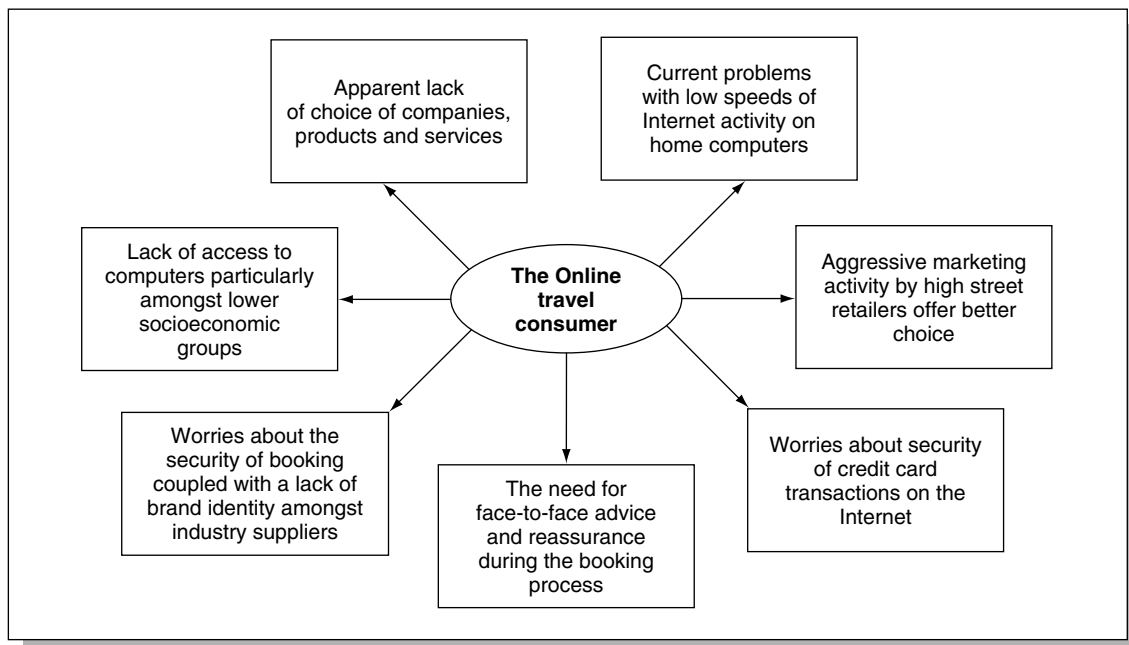 Apparent lack
of choice of companies,
products and services
Current problems
with low speeds of
Internet activity on
home computers
Lack of access to
computers particularly
amongst lower
socioeconomic
groups
The Online
travel
consumer
Aggressive marketing
activity by high street
retailers offer better
choice
Worries about the
security of booking
coupled with a lack of
brand identity amongst
industry suppliers
The need for
face-to-face advice
and reassurance
during the booking
process
Worries about security
of credit card
transactions on the
Internet